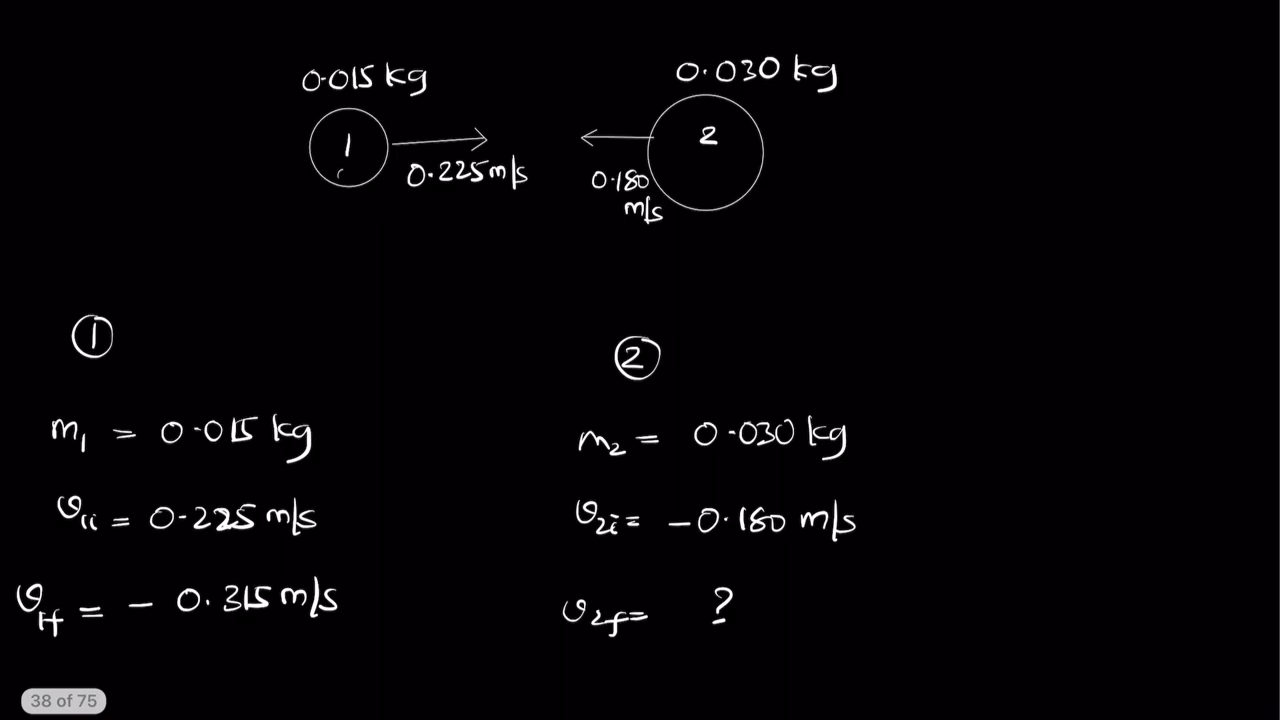 0.015 kg
0.030 kg
1
2
0.225 m/s
0.180
m/s
①
②
m₁ = 0.015 kg
m₂ = 0.030 kg
v₁ᵢ = 0.225 m/s
v₂ᵢ = -0.180 m/s
v₁f = - 0.315 m/s
v₂f = ?
38 of 75